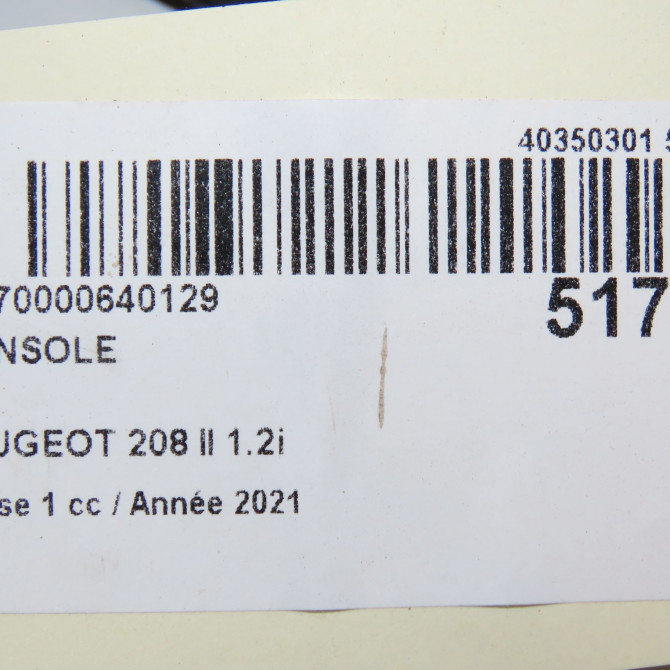 40350301 5
70000640129
517
NSOLE
UGEOT 208 II 1.2i
se 1 cc / Année 2021